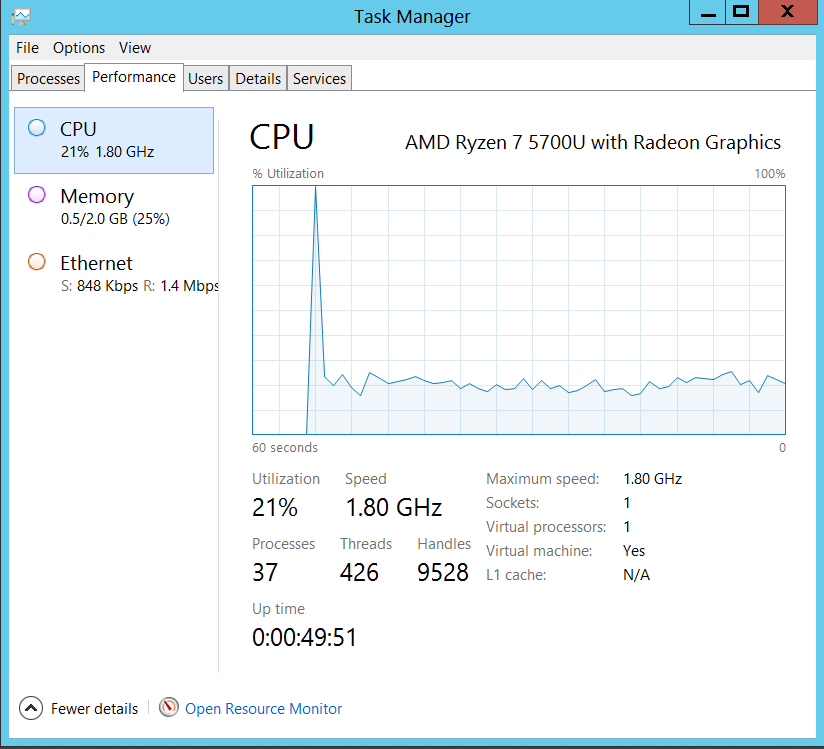 Task Manager
File Options View
Processes Performance Users Details Services
CPU
21% 1.80 GHz
Memory
0.5/2.0 GB (25%)
Ethernet
S: 848 Kbps R: 1.4 Mbps
CPU AMD Ryzen 7 5700U with Radeon Graphics
% Utilization 100%
60 seconds 0
Utilization Speed
21% 1.80 GHz
Processes Threads Handles
37 426 9528
Up time
0:00:49:51
Maximum speed: 1.80 GHz
Sockets: 1
Virtual processors: 1
Virtual machine: Yes
L1 cache: N/A
Fewer details Open Resource Monitor